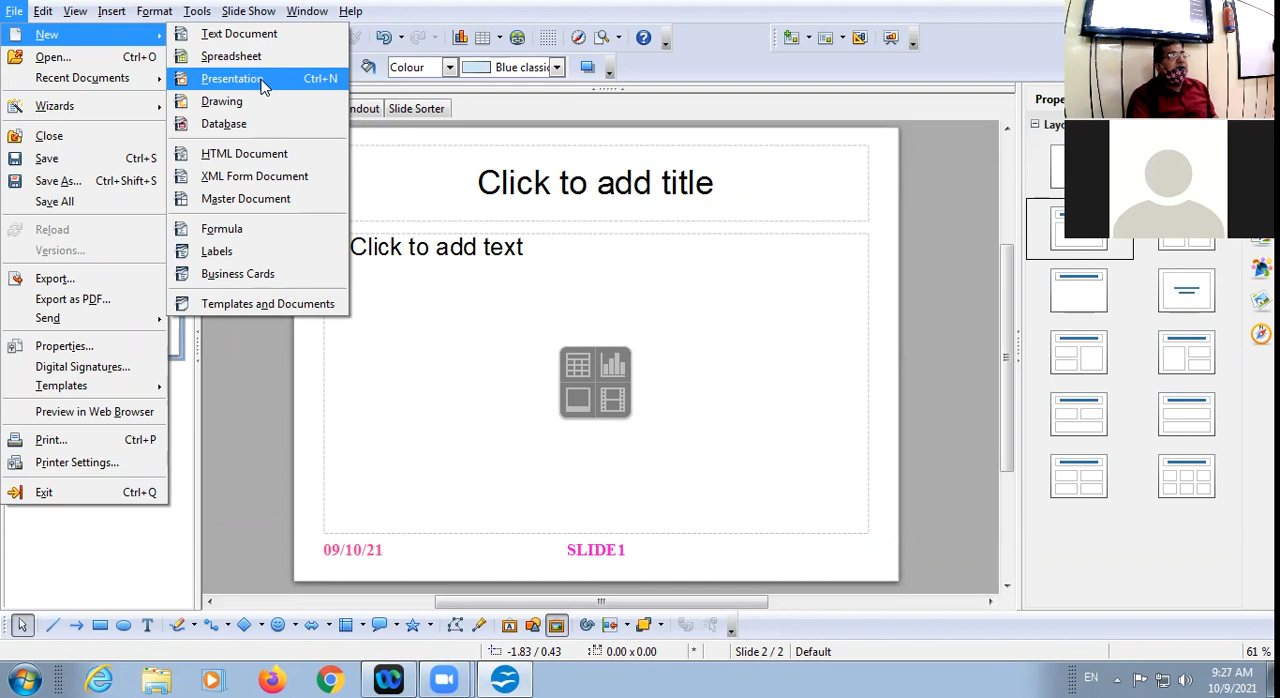 File Edit View Insert Format Tools Slide Show Window Help
New
Open... Ctrl+O
Recent Documents
Wizards
Close
Save Ctrl+S
Save As... Ctrl+Shift+S
Save All
Reload
Versions...
Export...
Export as PDF...
Send
Properties...
Digital Signatures...
Templates
Preview in Web Browser
Print... Ctrl+P
Printer Settings...
Exit Ctrl+Q
Text Document
Spreadsheet
Presentation Ctrl+N
Drawing
Database
HTML Document
XML Form Document
Master Document
Formula
Labels
Business Cards
Templates and Documents
Colour Blue classic
Slide Sorter
Click to add title
Click to add text
09/10/21 SLIDE1
-1.83 / 0.43 0.00 x 0.00 * Slide 2 / 2 Default 61 %
EN 9:27 AM
10/9/2021